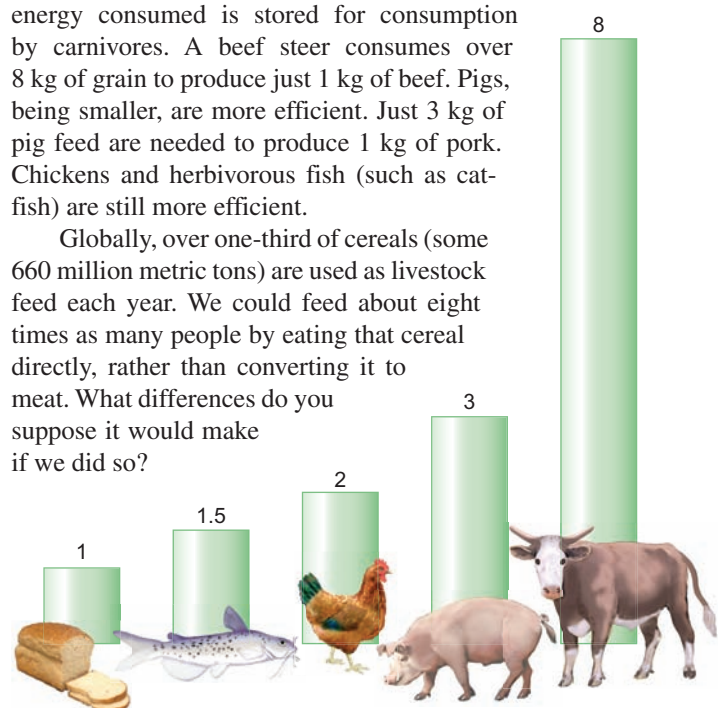 energy consumed is stored for consumption
by carnivores. A beef steer consumes over
8 kg of grain to produce just 1 kg of beef. Pigs,
being smaller, are more efficient. Just 3 kg of
pig feed are needed to produce 1 kg of pork.
Chickens and herbivorous fish (such as cat-
fish) are still more efficient.
Globally, over one-third of cereals (some
660 million metric tons) are used as livestock
feed each year. We could feed about eight
times as many people by eating that cereal
directly, rather than converting it to
meat. What differences do you
suppose it would make
if we did so?
1
1.5
2
3
8